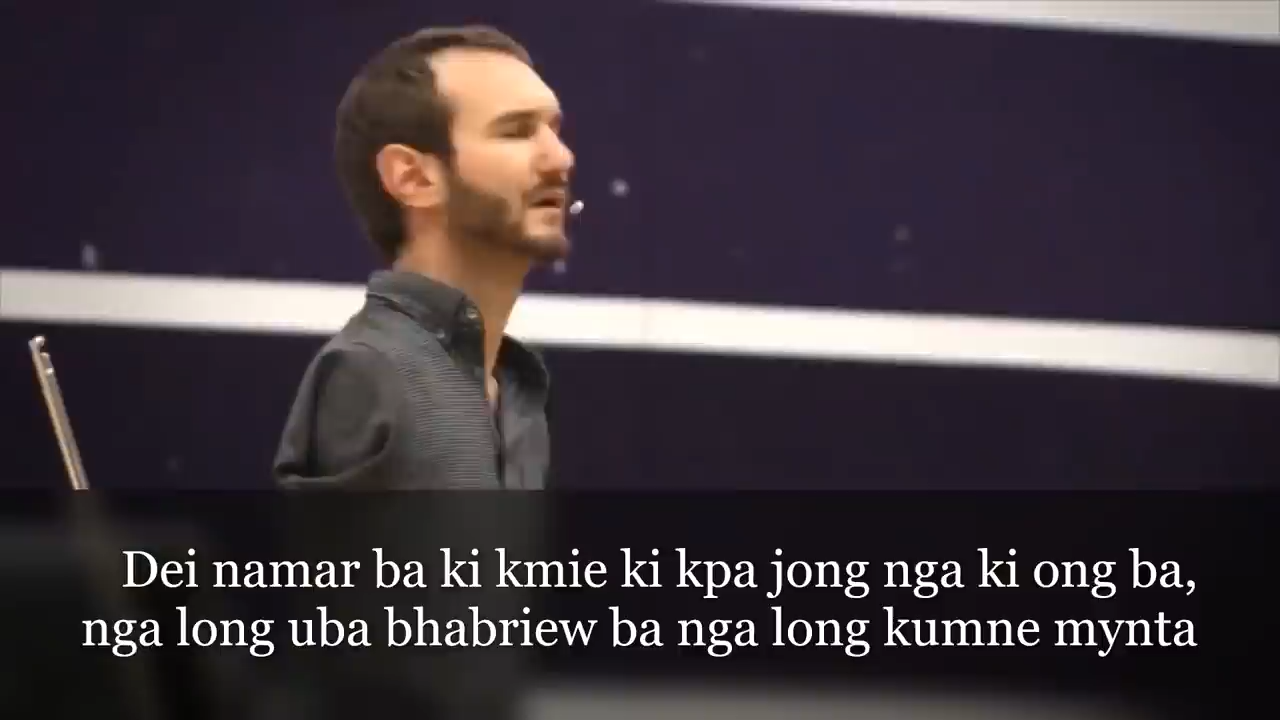 Dei namar ba ki kmie ki kpa jong nga ki ong ba,
nga long uba bhabriew ba nga long kumne mynta